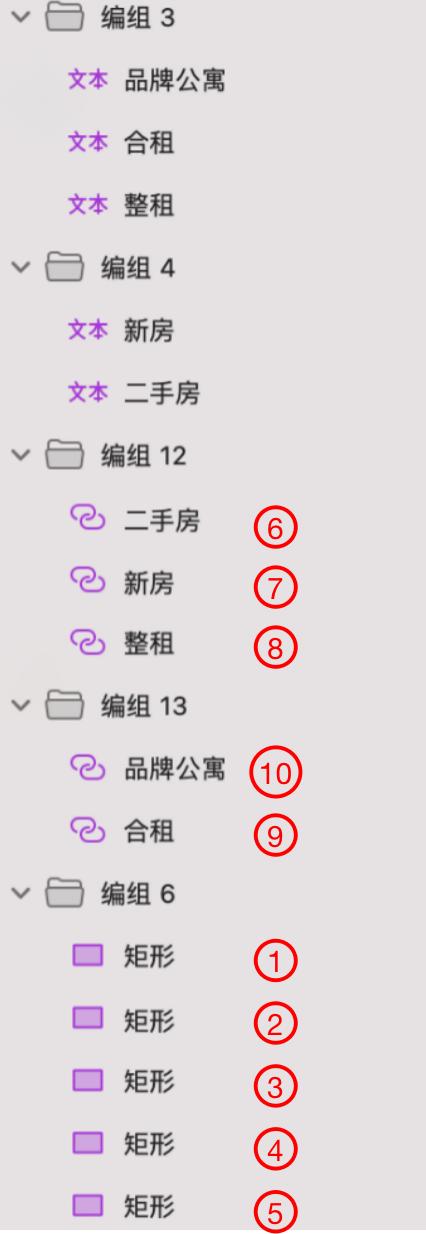 编组 3
文本 品牌公寓
文本 合租
文本 整租
编组 4
文本 新房
文本 二手房
编组 12
二手房 ⑥
新房 ⑦
整租 ⑧
编组 13
品牌公寓 ⑩
合租 ⑨
编组 6
矩形 ①
矩形 ②
矩形 ③
矩形 ④
矩形 ⑤